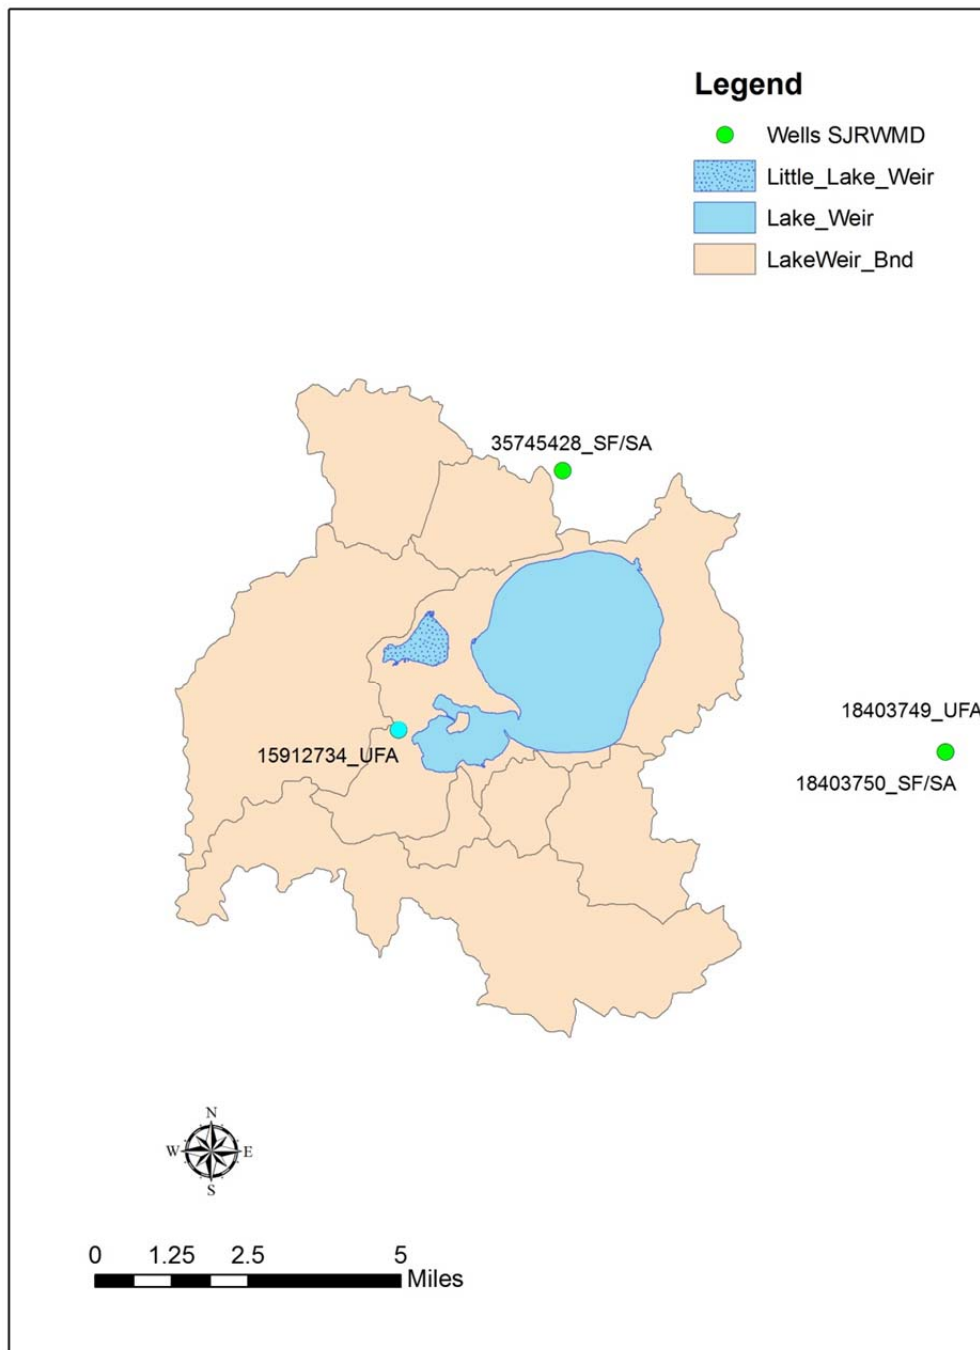 Legend
Wells SJRWMD
Little_Lake_Weir
Lake_Weir
LakeWeir_Bnd
35745428_SF/SA
18403749_UFA
15912734_UFA
18403750_SF/SA
N
W E
S
0 1.25 2.5 5
Miles